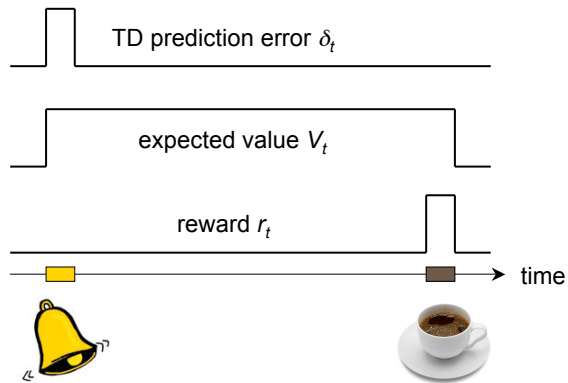 TD prediction error δt
expected value Vt
reward rt
time